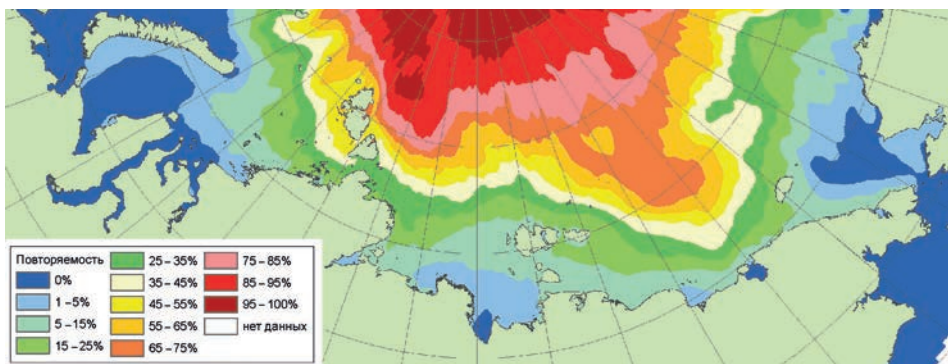 Повторяемость
0%
1 – 5%
5 – 15%
15 – 25%
25 – 35%
35 – 45%
45 – 55%
55 – 65%
65 – 75%
75 – 85%
85 – 95%
95 – 100%
нет данных